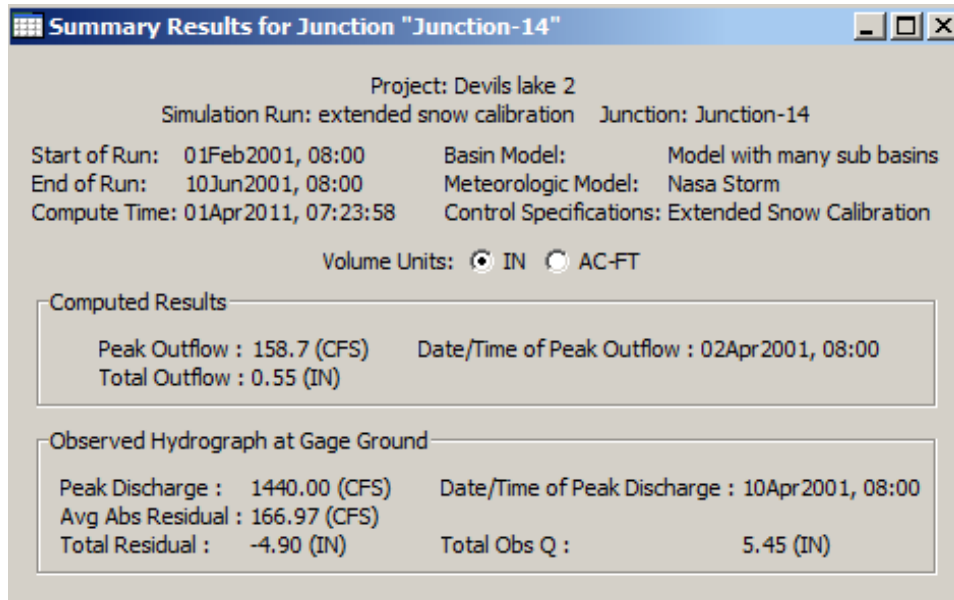 Summary Results for Junction "Junction-14"
Project: Devils lake 2
Simulation Run: extended snow calibration Junction: Junction-14
Start of Run: 01Feb2001, 08:00 Basin Model: Model with many sub basins
End of Run: 10Jun2001, 08:00 Meteorologic Model: Nasa Storm
Compute Time: 01Apr2011, 07:23:58 Control Specifications: Extended Snow Calibration
Volume Units: IN AC-FT
Computed Results
Peak Outflow : 158.7 (CFS) Date/Time of Peak Outflow : 02Apr2001, 08:00
Total Outflow : 0.55 (IN)
Observed Hydrograph at Gage Ground
Peak Discharge : 1440.00 (CFS) Date/Time of Peak Discharge : 10Apr2001, 08:00
Avg Abs Residual : 166.97 (CFS)
Total Residual : -4.90 (IN) Total Obs Q : 5.45 (IN)